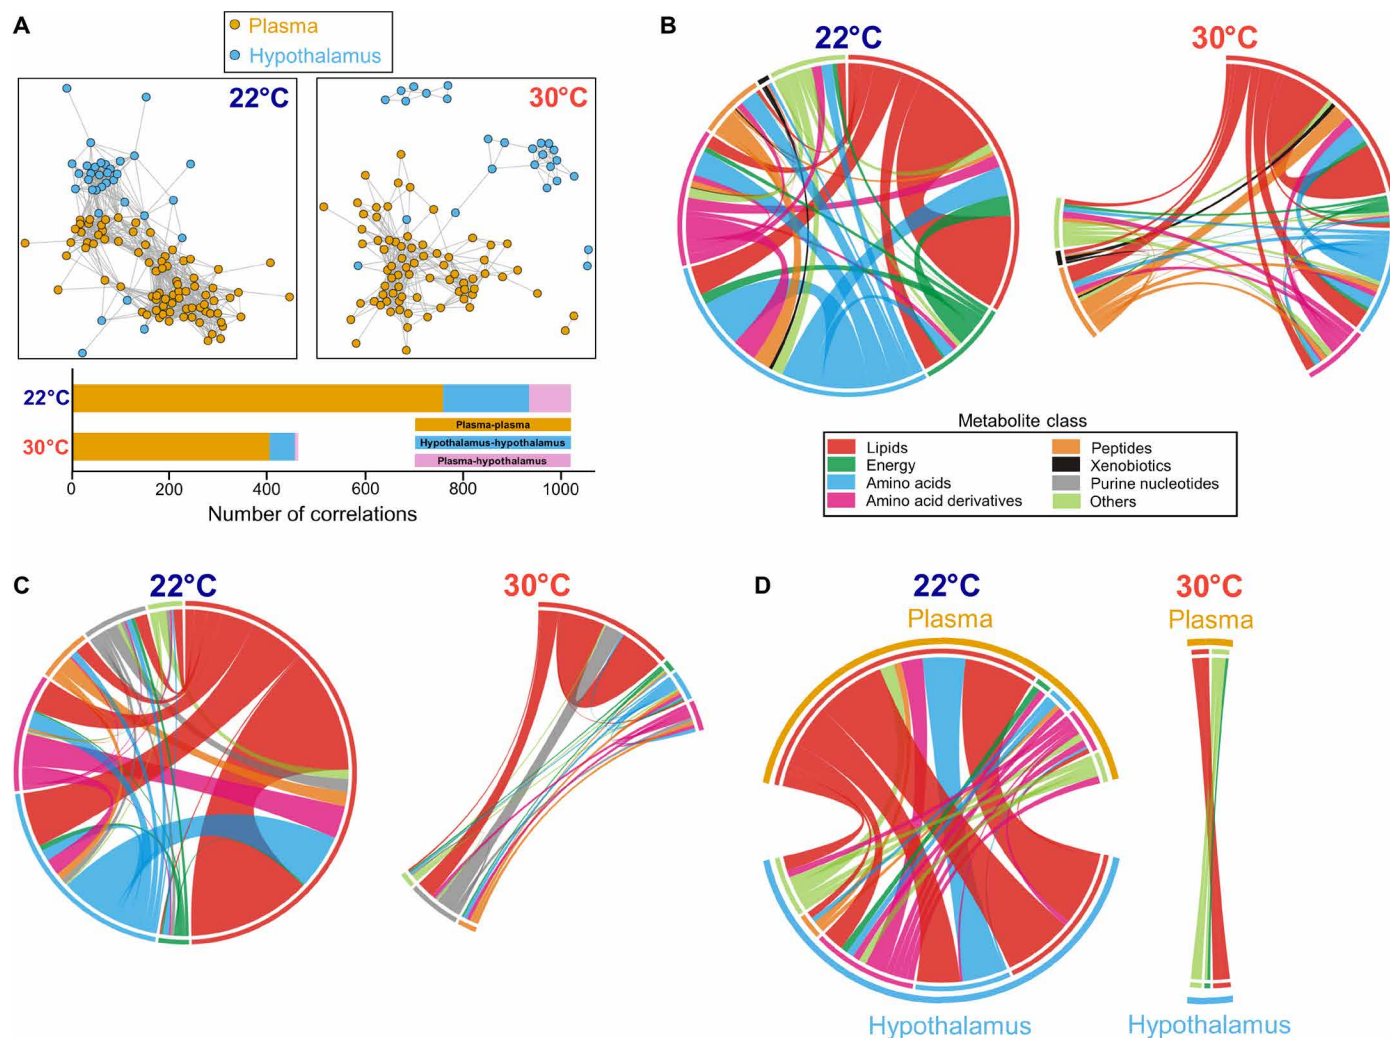 A
Plasma
Hypothalamus
22°C
30°C
22°C
30°C
Plasma-plasma
Hypothalamus-hypothalamus
Plasma-hypothalamus
0 200 400 600 800 1000
Number of correlations
B
22°C
30°C
Metabolite class
Lipids
Energy
Amino acids
Amino acid derivatives
Peptides
Xenobiotics
Purine nucleotides
Others
C
22°C
30°C
D
22°C
Plasma
Hypothalamus
30°C
Plasma
Hypothalamus